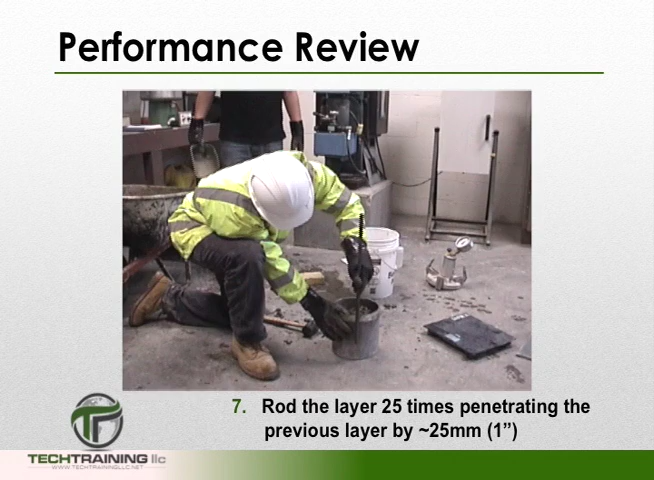 Performance Review
7. Rod the layer 25 times penetrating the
previous layer by ~25mm (1”)
TECHTRAINING llc
WWW.TECHTRAININGLLC.NET